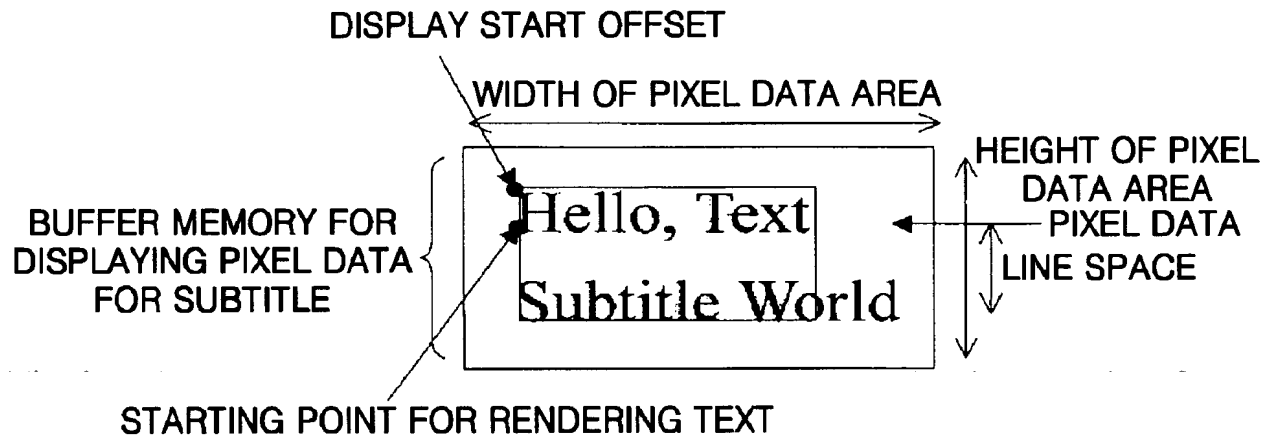 DISPLAY START OFFSET
WIDTH OF PIXEL DATA AREA
HEIGHT OF PIXEL
DATA AREA
PIXEL DATA
LINE SPACE
BUFFER MEMORY FOR
DISPLAYING PIXEL DATA
FOR SUBTITLE
Hello, Text
Subtitle World
STARTING POINT FOR RENDERING TEXT